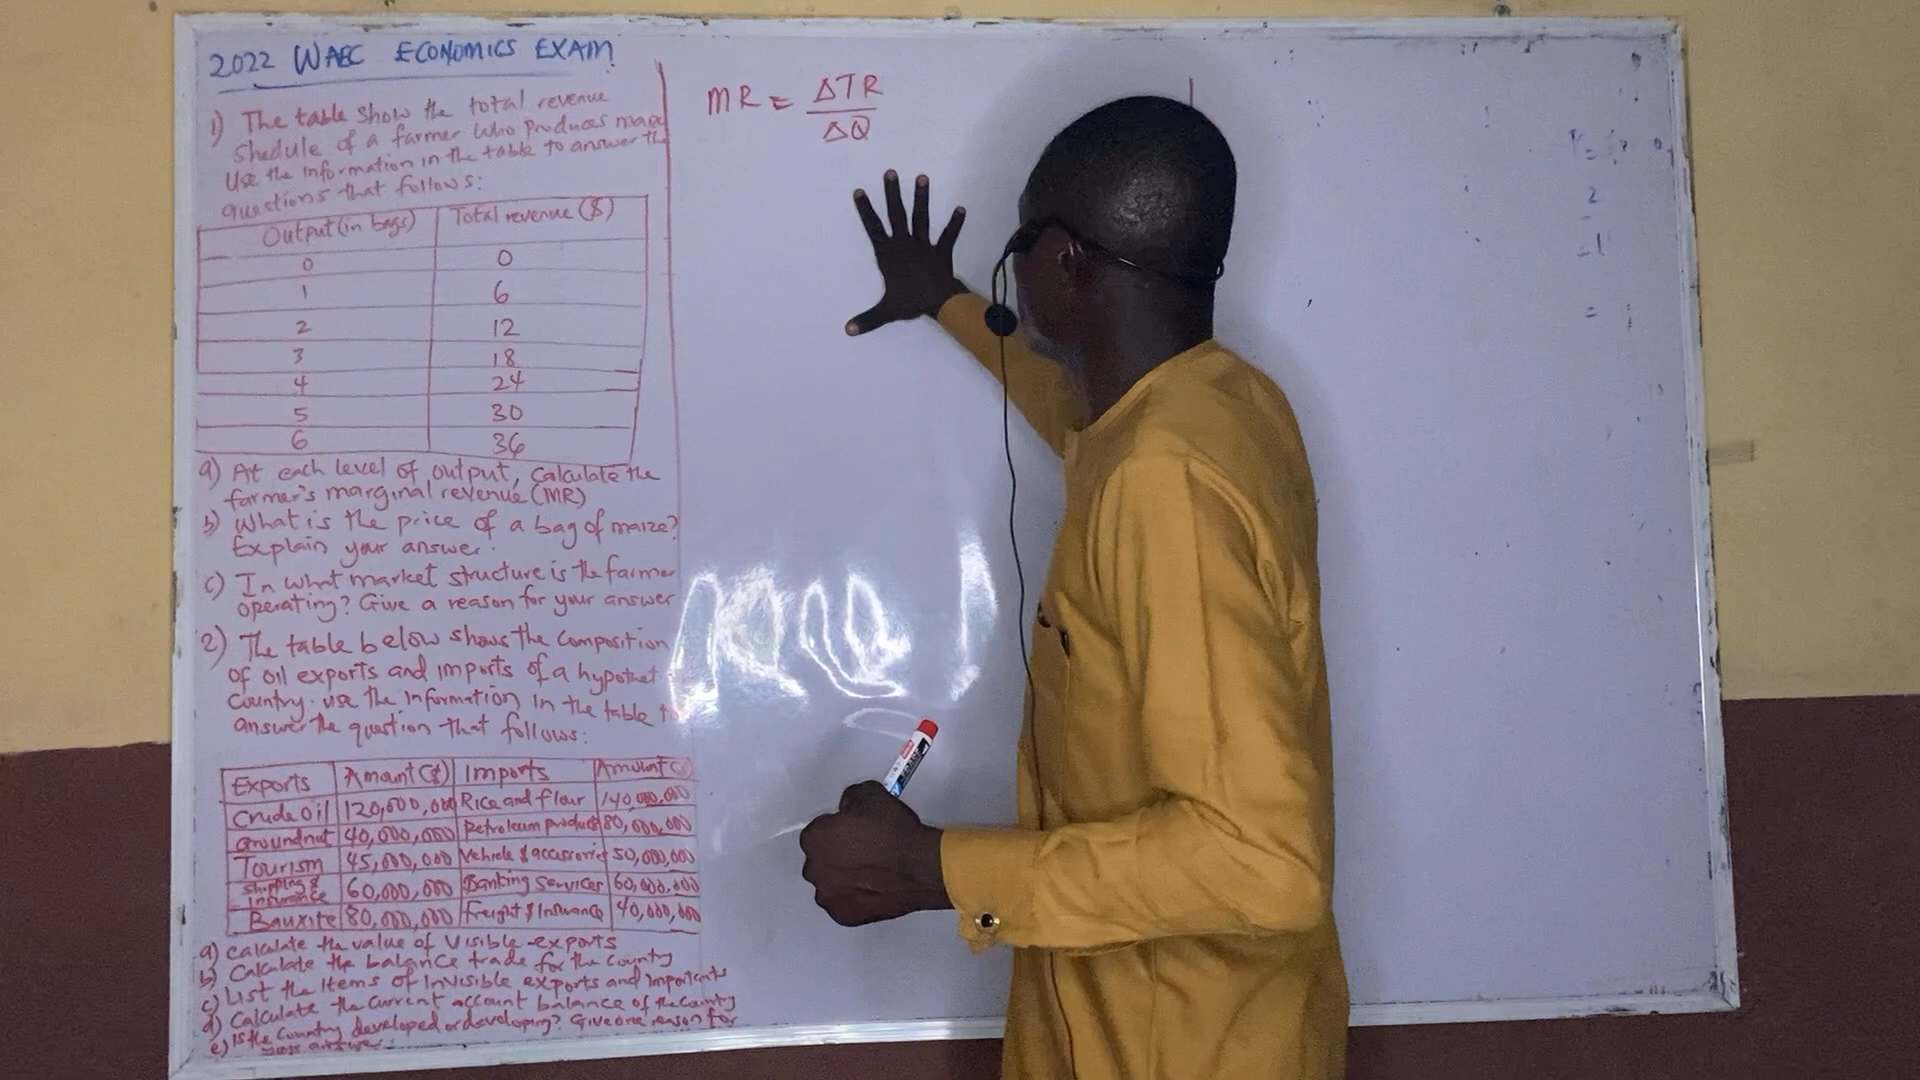 2022 WAEC ECONOMICS EXAM
1) The table show the total revenue
Shedule of a farmer who produces
Use the information in the table to answer the
questions that follows:
Output (in bags) Total revenue ($)
0 0
1 6
2 12
3 18
4 24
5 30
6 36
a) At each level of output, calculate the
farmer's marginal revenue (MR)
b) What is the price of a bag of maize?
Explain your answer.
c) In what market structure is the farmer
operating? Give a reason for your answer
2) The table below shows the composition
of oil exports and imports of a
Country. use the information in the table
answer the question that follows:
Exports Amount ($) Imports Amount
Crude oil 120,000,000 Rice and flour 140,000,000
Groundnut 40,000,000 Petroleum product 80,000,000
Tourism 45,000,000 Vehicle & accessories 50,000,000
Shipping & insurance 60,000,000 Banking services 60,000,000
Bauxite 80,000,000 Freight & Insurance 40,000,000
a) calculate the value of visible exports
b) Calculate the balance trade for the country
c) List the items of invisible exports and
d) Calculate the current account balance of the country
e) Is the country developed or developing? Give one reason for
your answer.
MR = ΔTR
ΔQ